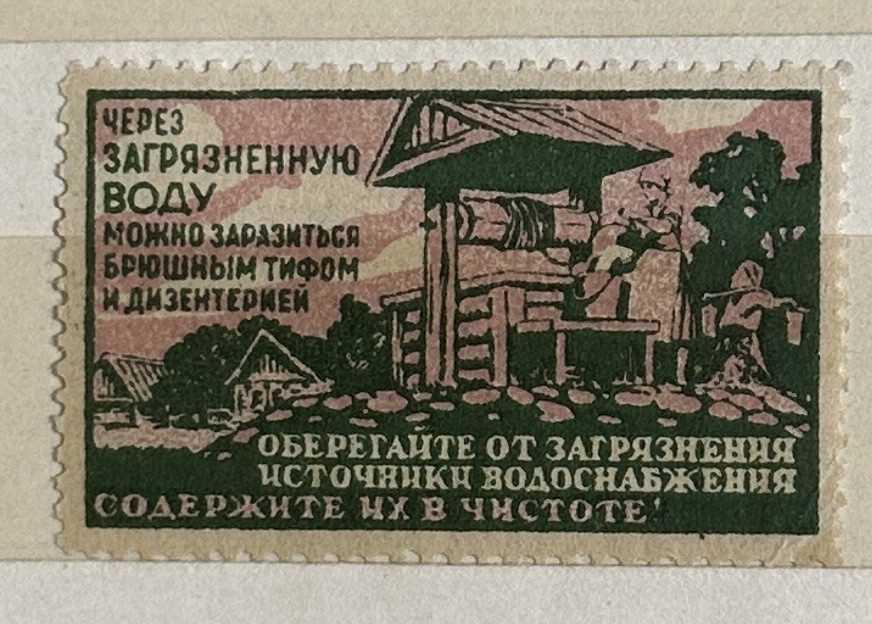 ЧЕРЕЗ
ЗАГРЯЗНЕННУЮ
ВОДУ
МОЖНО ЗАРАЗИТЬСЯ
БРЮШНЫМ ТИФОМ
И ДИЗЕНТЕРИЕЙ
ОБЕРЕГАЙТЕ ОТ ЗАГРЯЗНЕНИЯ
ИСТОЧНИКИ ВОДОСНАБЖЕНИЯ
СОДЕРЖИТЕ ИХ В ЧИСТОТЕ!